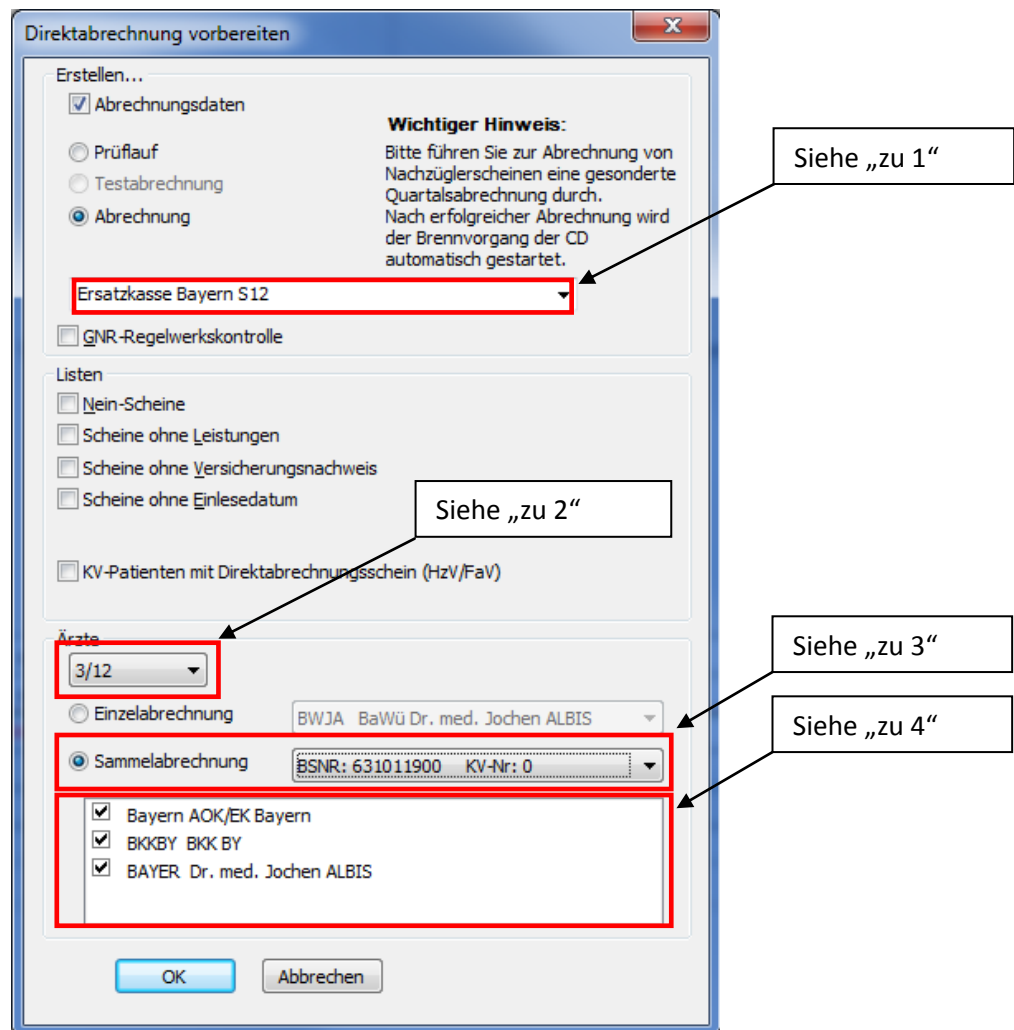 Direktabrechnung vorbereiten
Erstellen...
Abrechnungsdaten
Wichtiger Hinweis:
Prüflauf
Testabrechnung
Abrechnung
Bitte führen Sie zur Abrechnung von
Nachzüglerscheinen eine gesonderte
Quartalsabrechnung durch.
Nach erfolgreicher Abrechnung wird
der Brennvorgang der CD
automatisch gestartet.
Siehe „zu 1“
Ersatzkasse Bayern S12
GNR-Regelwerkskontrolle
Listen
Nein-Scheine
Scheine ohne Leistungen
Scheine ohne Versicherungsnachweis
Scheine ohne Einlesedatum
Siehe „zu 2“
KV-Patienten mit Direktabrechnungsschein (HzV/FaV)
Ärzte
3/12
Siehe „zu 3“
Einzelabrechnung
BWJA BaWü Dr. med. Jochen ALBIS
Siehe „zu 4“
Sammelabrechnung
BSNR: 631011900 KV-Nr: 0
Bayern AOK/EK Bayern
BKKBY BKK BY
BAYER Dr. med. Jochen ALBIS
OK
Abbrechen